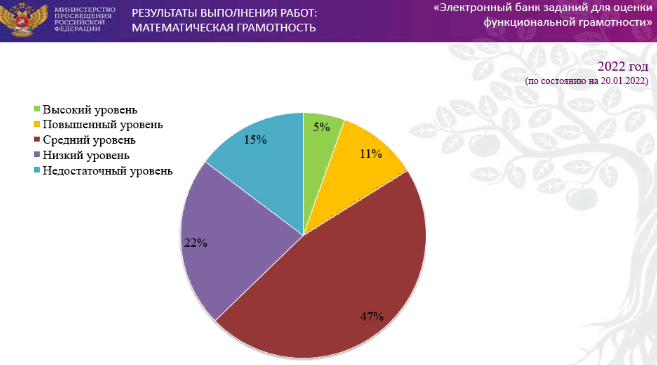 МИНИСТЕРСТВО
ПРОСВЕЩЕНИЯ
РОССИЙСКОЙ
ФЕДЕРАЦИИ
РЕЗУЛЬТАТЫ ВЫПОЛНЕНИЯ РАБОТ:
МАТЕМАТИЧЕСКАЯ ГРАМОТНОСТЬ
«Электронный банк заданий для оценки
функциональной грамотности»
2022 год
(по состоянию на 20.01.2022)
Высокий уровень
Повышенный уровень
Средний уровень
Низкий уровень
Недостаточный уровень
5%
11%
47%
22%
15%